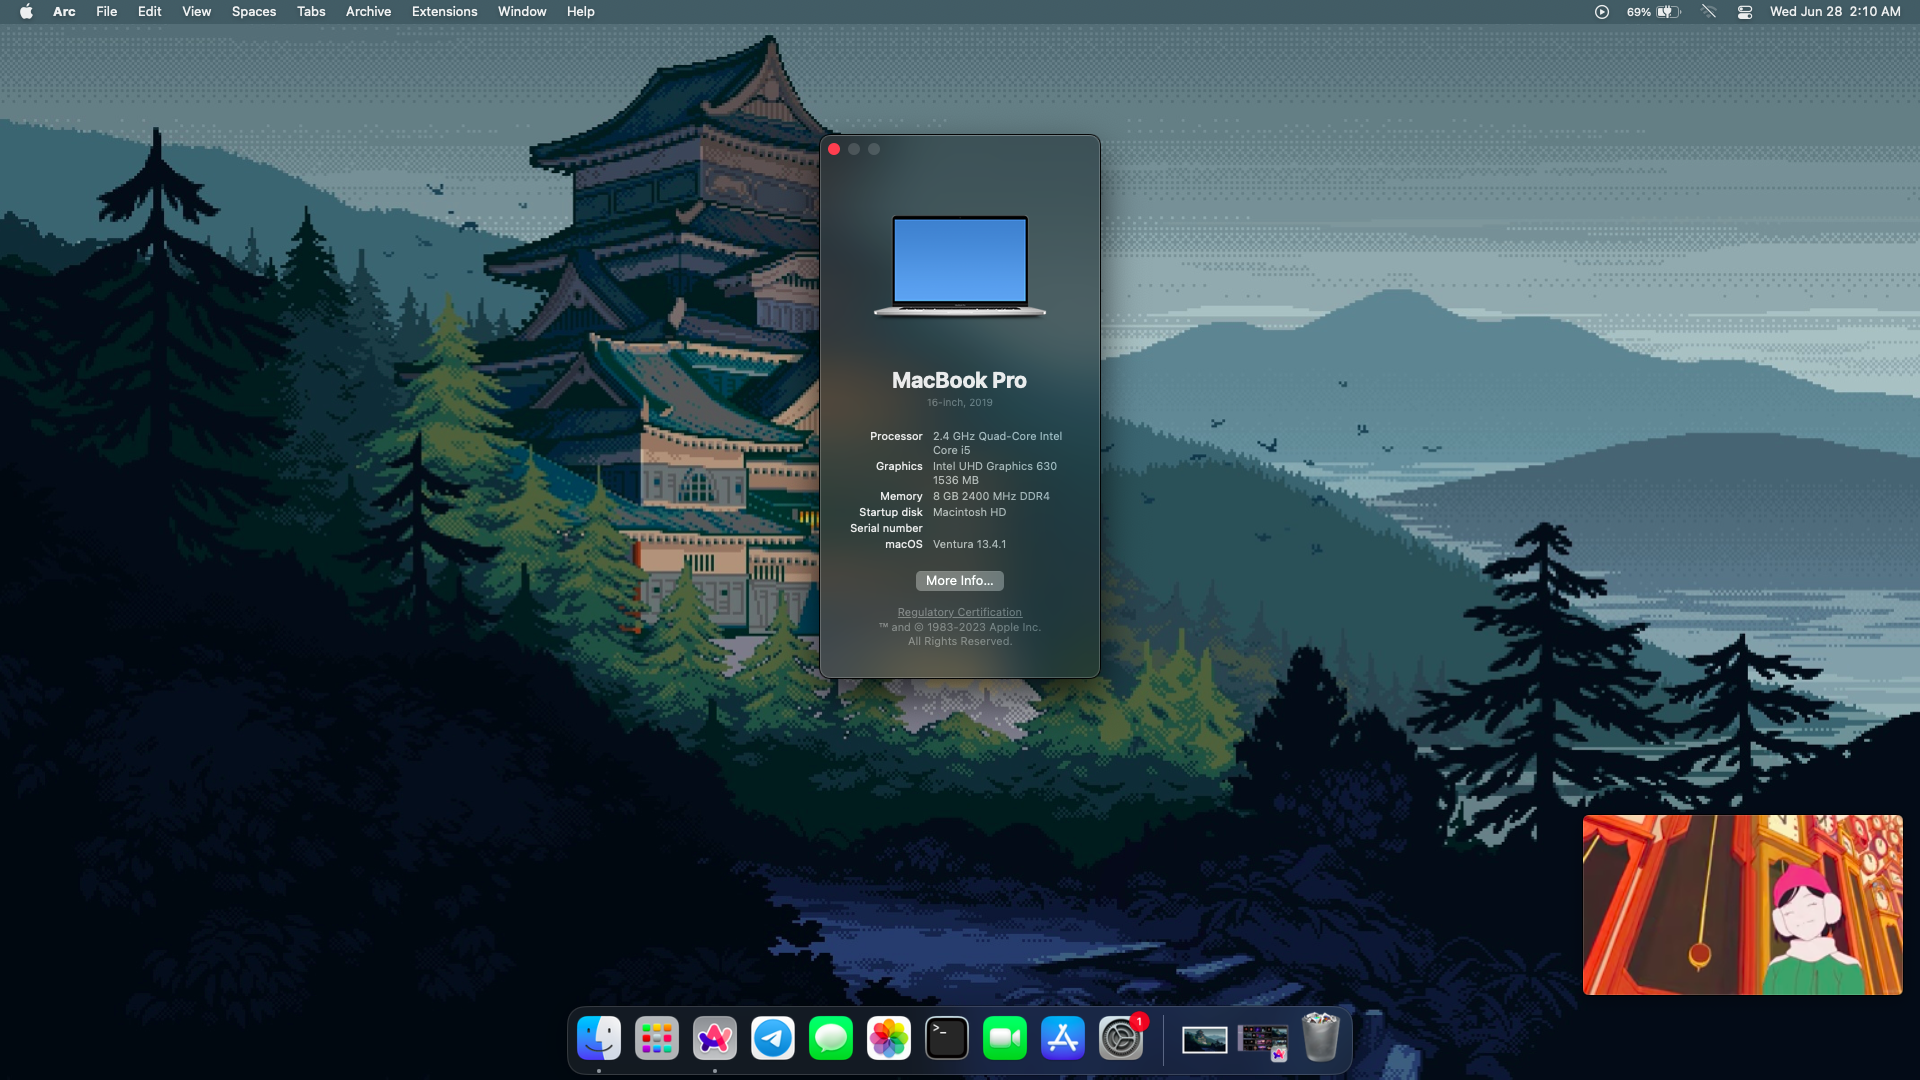 Arc File Edit View Spaces Tabs Archive Extensions Window Help 69% Wed Jun 28 2:10 AM
MacBook Pro
16-inch, 2019
Processor 2.4 GHz Quad-Core Intel
Core i5
Graphics Intel UHD Graphics 630
1536 MB
Memory 8 GB 2400 MHz DDR4
Startup disk Macintosh HD
Serial number
macOS Ventura 13.4.1
More Info...
Regulatory Certification
™ and © 1983-2023 Apple Inc.
All Rights Reserved.
>_
1